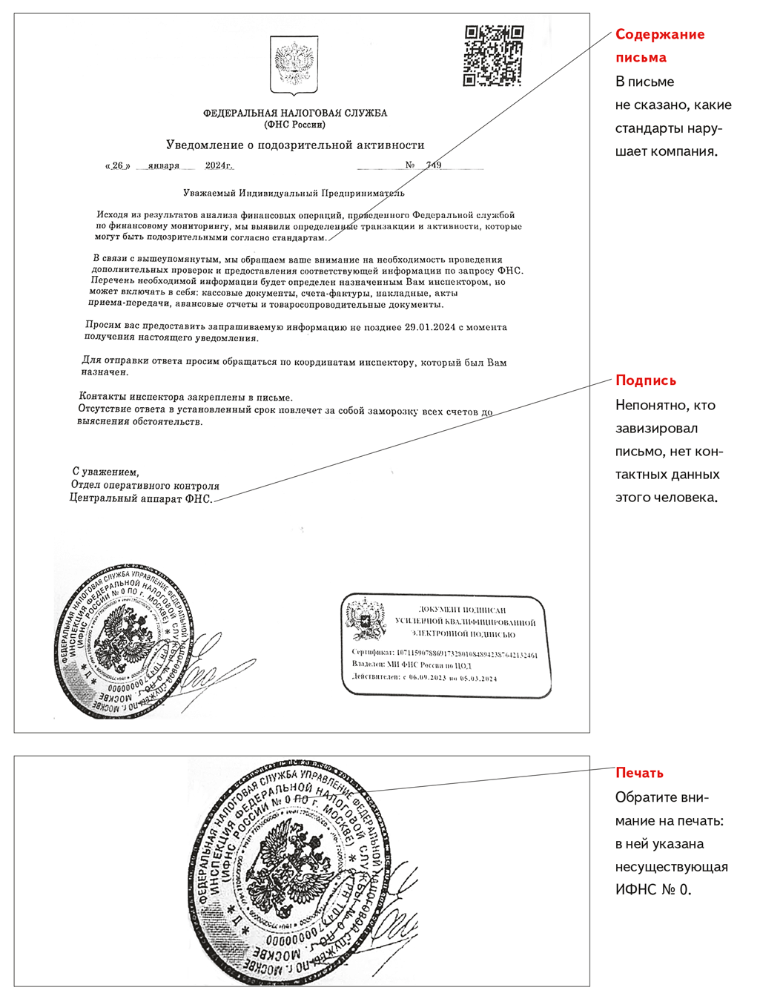 ФЕДЕРАЛЬНАЯ НАЛОГОВАЯ СЛУЖБА
(ФНС России)
Уведомление о подозрительной активности
«26» января 2024г. № 749
Уважаемый Индивидуальный Предприниматель
Исходя из результатов анализа финансовых операций, проведенного Федеральной службой
по финансовому мониторингу, мы выявили определенные транзакции и активности, которые
могут быть подозрительными согласно стандартам.
В связи с вышеупомянутым, мы обращаем ваше внимание на необходимость проведения
дополнительных проверок и предоставления соответствующей информации по запросу ФНС.
Перечень необходимой информации будет определен назначенным Вам инспектором, но
может включать в себя: кассовые документы, счета-фактуры, накладные, акты
приема-передачи, авансовые отчеты и товаросопроводительные документы.
Просим вас предоставить запрашиваемую информацию не позднее 29.01.2024 с момента
получения настоящего уведомления.
Для отправки ответа просим обращаться по координатам инспектору, который был Вам
назначен.
Контакты инспектора закреплены в письме.
Отсутствие ответа в установленный срок повлечет за собой заморозку всех счетов до
выяснения обстоятельств.
С уважением,
Отдел оперативного контроля
Центральный аппарат ФНС.
ФЕДЕРАЛЬНАЯ НАЛОГОВАЯ СЛУЖБА УПРАВЛЕНИЕ ФЕДЕРАЛЬНОЙ НАЛОГОВОЙ СЛУЖБЫ ПО Г. МОСКВЕ
ИНСПЕКЦИЯ ФЕДЕРАЛЬНОЙ НАЛОГОВОЙ СЛУЖБЫ № 0 ПО Г. МОСКВЕ
(ИФНС РОССИИ № 0 ПО г. МОСКВЕ)
ДОКУМЕНТ ПОДПИСАН
УСИЛЕННОЙ КВАЛИФИЦИРОВАННОЙ
ЭЛЕКТРОННОЙ ПОДПИСЬЮ
Сертификат:
Владелец: МИ ФНС России по ЦОД
Действителен: с 06.09.2023 по 05.03.2024
Содержание
письма
В письме
не сказано, какие
стандарты нару-
шает компания.
Подпись
Непонятно, кто
завизировал
письмо, нет кон-
тактных данных
этого человека.
ФЕДЕРАЛЬНАЯ НАЛОГОВАЯ СЛУЖБА УПРАВЛЕНИЕ ФЕДЕРАЛЬНОЙ НАЛОГОВОЙ СЛУЖБЫ ПО Г. МОСКВЕ
ИНСПЕКЦИЯ ФЕДЕРАЛЬНОЙ НАЛОГОВОЙ СЛУЖБЫ № 0 ПО Г. МОСКВЕ
(ИФНС РОССИИ № 0 ПО г. МОСКВЕ)
Печать
Обратите вни-
мание на печать:
в ней указана
несуществующая
ИФНС № 0.